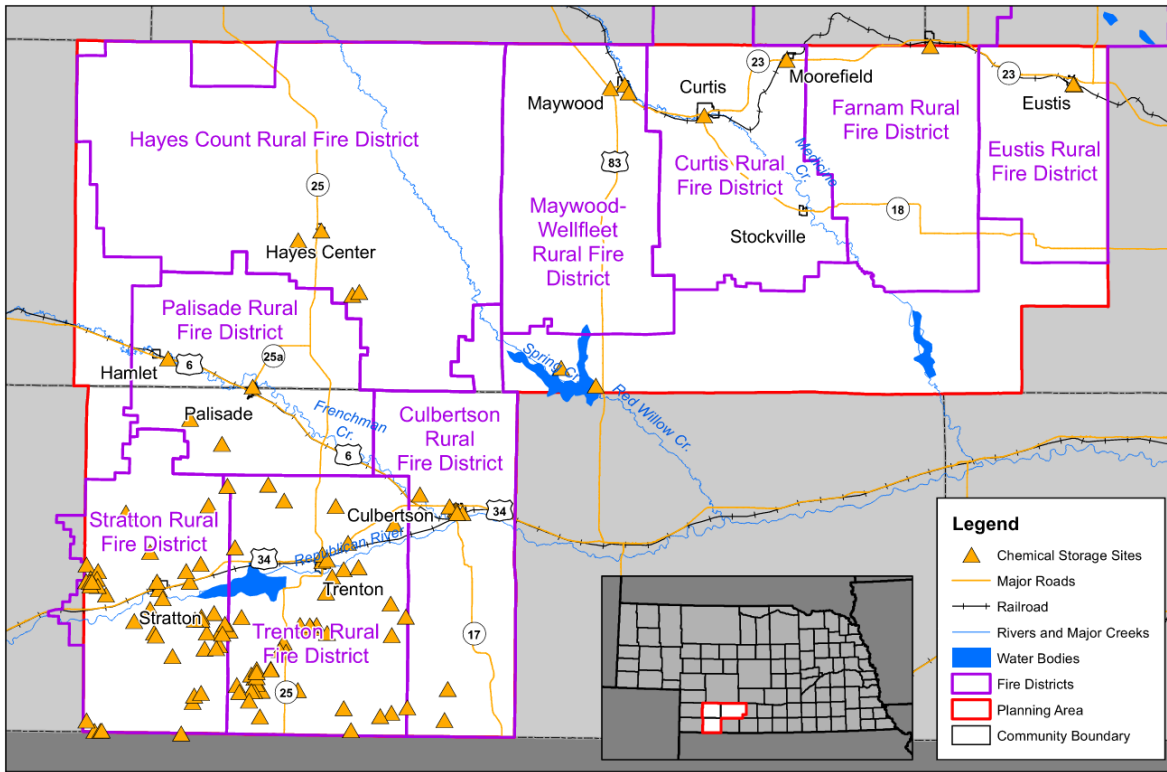 23
Moorefield
23
Curtis
Maywood
Eustis
Farnam Rural
Fire District
Hayes Count Rural Fire District
83
Curtis Rural
Fire District
Medicine
Cr.
Eustis Rural
Fire District
25
Maywood-
Wellfleet
Rural Fire
District
18
Stockville
Hayes Center
Palisade Rural
Fire District
25a
6
Hamlet
Spring Cr.
Red Willow Cr.
Palisade
Frenchman
Cr.
Culbertson
Rural
Fire District
6
Stratton Rural
Fire District
Culbertson
34
Republican River
34
Trenton
Stratton
Trenton Rural
Fire District
17
25
Legend
Chemical Storage Sites
Major Roads
Railroad
Rivers and Major Creeks
Water Bodies
Fire Districts
Planning Area
Community Boundary